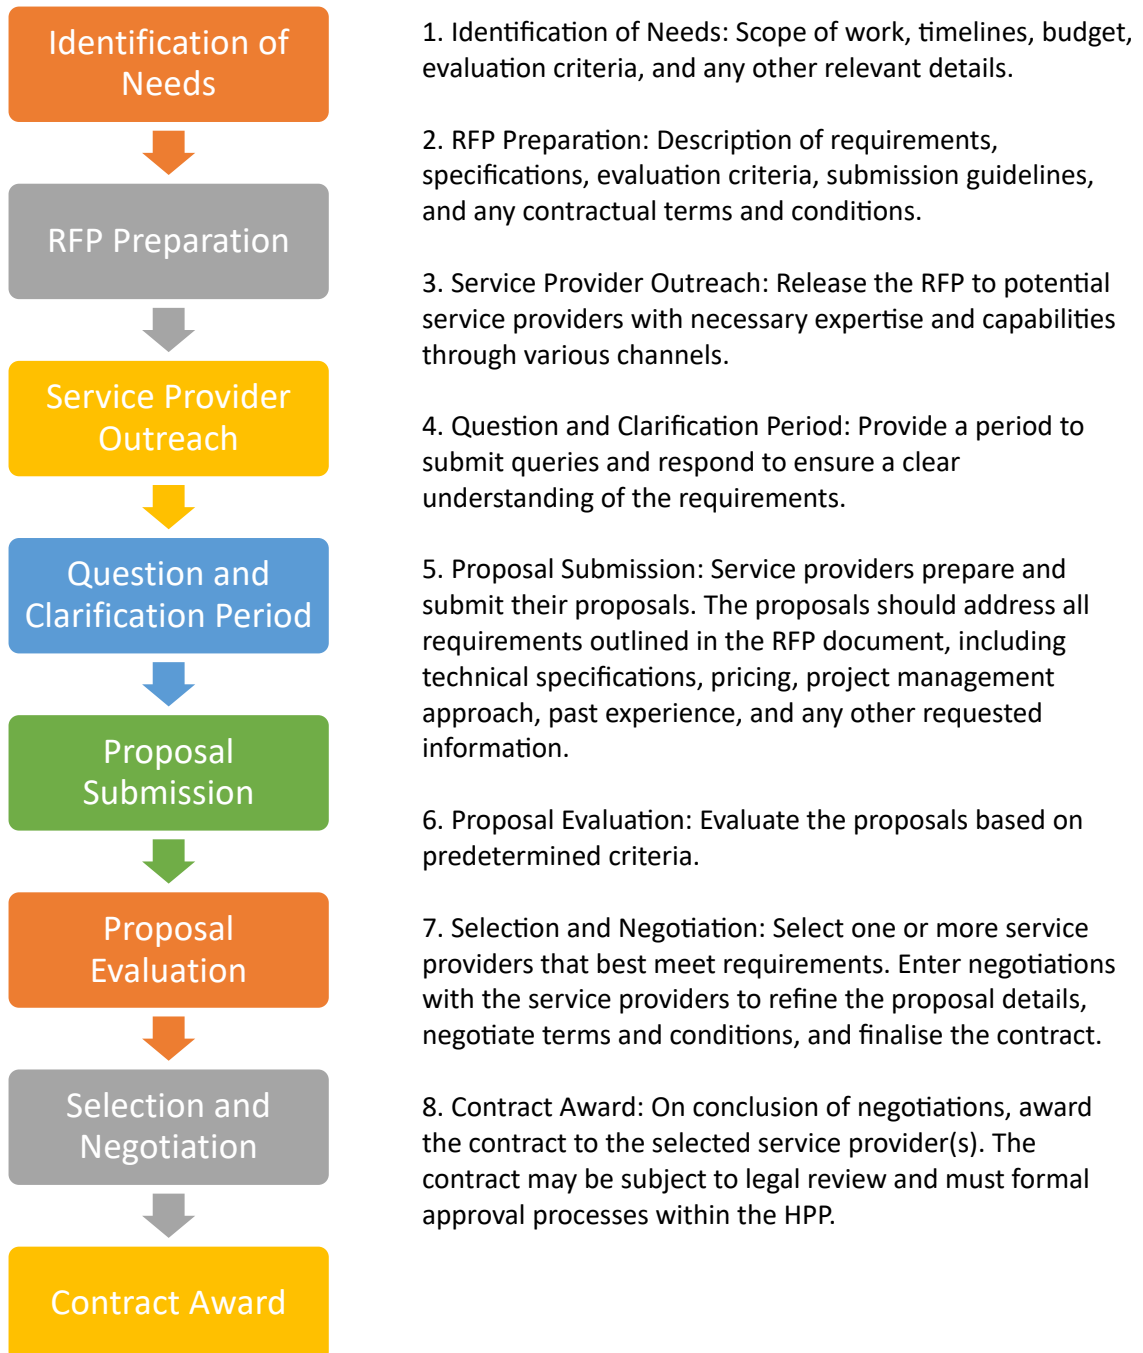 Identification of
Needs
RFP Preparation
Service Provider
Outreach
Question and
Clarification Period
Proposal
Submission
Proposal
Evaluation
Selection and
Negotiation
Contract Award
1. Identification of Needs: Scope of work, timelines, budget,
evaluation criteria, and any other relevant details.
2. RFP Preparation: Description of requirements,
specifications, evaluation criteria, submission guidelines,
and any contractual terms and conditions.
3. Service Provider Outreach: Release the RFP to potential
service providers with necessary expertise and capabilities
through various channels.
4. Question and Clarification Period: Provide a period to
submit queries and respond to ensure a clear
understanding of the requirements.
5. Proposal Submission: Service providers prepare and
submit their proposals. The proposals should address all
requirements outlined in the RFP document, including
technical specifications, pricing, project management
approach, past experience, and any other requested
information.
6. Proposal Evaluation: Evaluate the proposals based on
predetermined criteria.
7. Selection and Negotiation: Select one or more service
providers that best meet requirements. Enter negotiations
with the service providers to refine the proposal details,
negotiate terms and conditions, and finalise the contract.
8. Contract Award: On conclusion of negotiations, award
the contract to the selected service provider(s). The
contract may be subject to legal review and must formal
approval processes within the HPP.